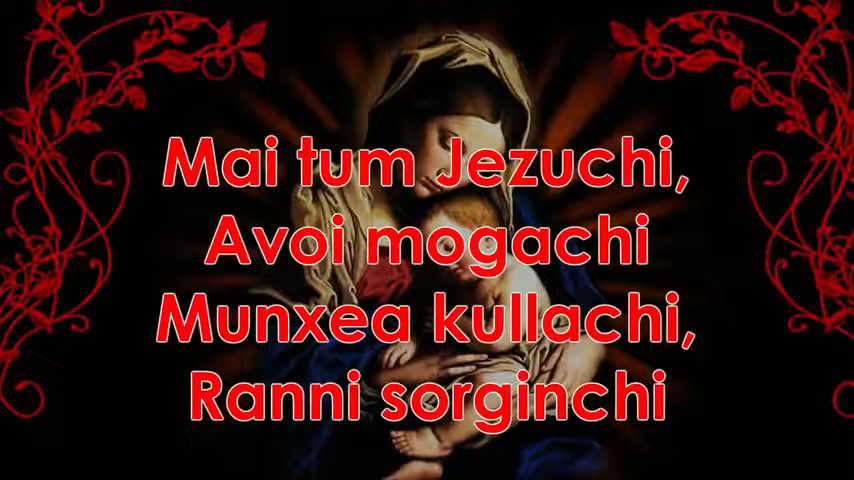 Mai tum Jezuchi,
Avoi mogachi
Munxea kullachi,
Ranni sorginchi